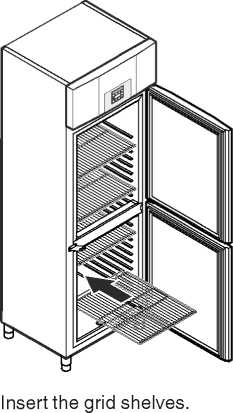 Insert the grid shelves.